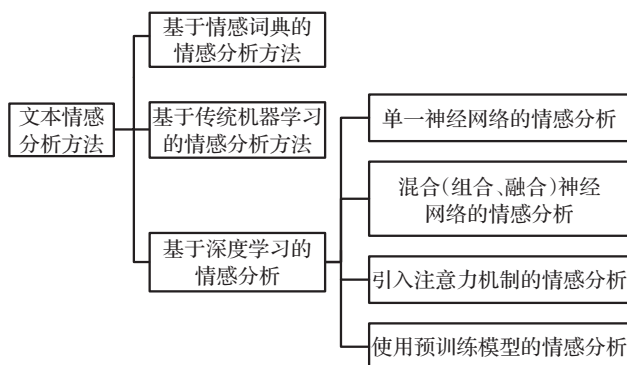 基于情感词典的
情感分析方法
文本情感
分析方法
基于传统机器学习
的情感分析方法
基于深度学习的
情感分析
单一神经网络的情感分析
混合(组合、融合)神经
网络的情感分析
引入注意力机制的情感分析
使用预训练模型的情感分析